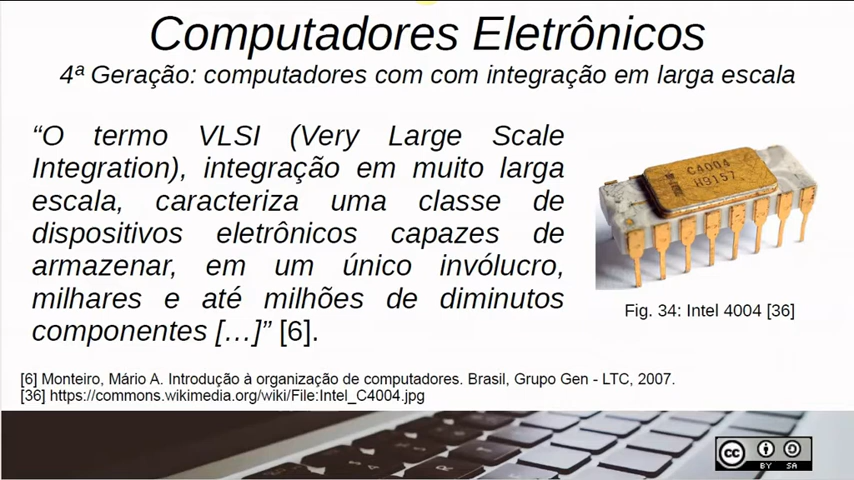 Computadores Eletrônicos
4ª Geração: computadores com com integração em larga escala
“O termo VLSI (Very Large Scale
Integration), integração em muito larga
escala, caracteriza uma classe de
dispositivos eletrônicos capazes de
armazenar, em um único invólucro,
milhares e até milhões de diminutos
componentes […]” [6].
C4004
H9157
Fig. 34: Intel 4004 [36]
[6] Monteiro, Mário A. Introdução à organização de computadores. Brasil, Grupo Gen - LTC, 2007.
[36] https://commons.wikimedia.org/wiki/File:Intel_C4004.jpg
cc
BY SA